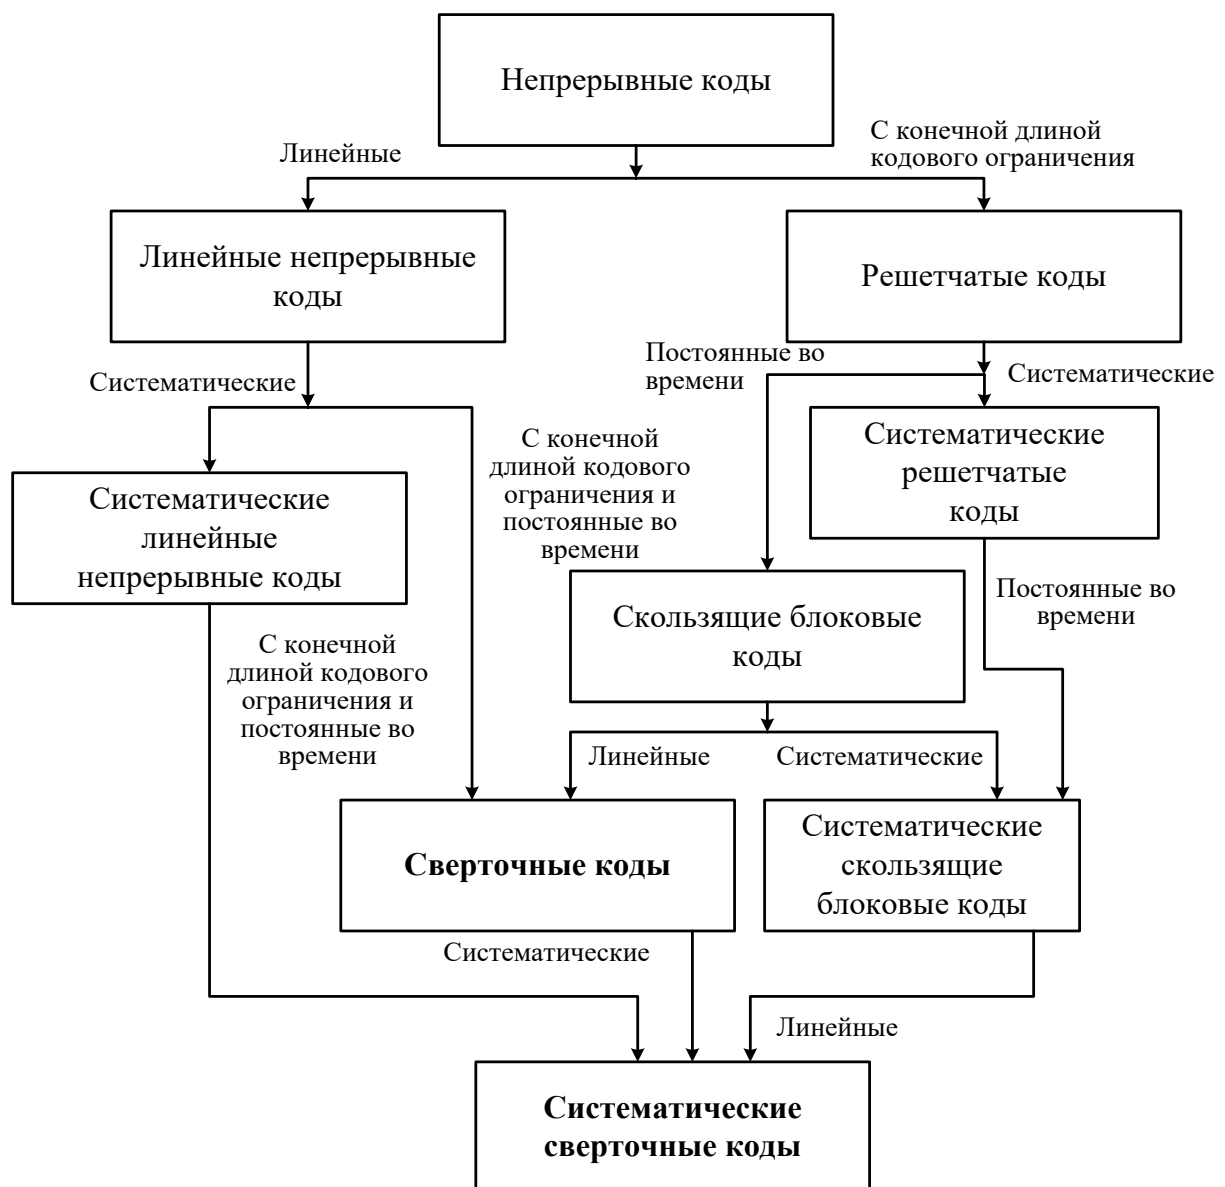 Непрерывные коды
Линейные
С конечной длиной
кодового ограничения
Линейные непрерывные
коды
Решетчатые коды
Систематические
Постоянные во
времени
Систематические
Систематические
решетчатые
коды
С конечной
длиной кодового
ограничения и
постоянные во
времени
Систематические
линейные
непрерывные коды
Скользящие блоковые
коды
Постоянные во
времени
С конечной
длиной кодового
ограничения и
постоянные во
времени
Линейные
Систематические
Сверточные коды
Систематические
скользящие
блоковые коды
Систематические
Линейные
Систематические
сверточные коды